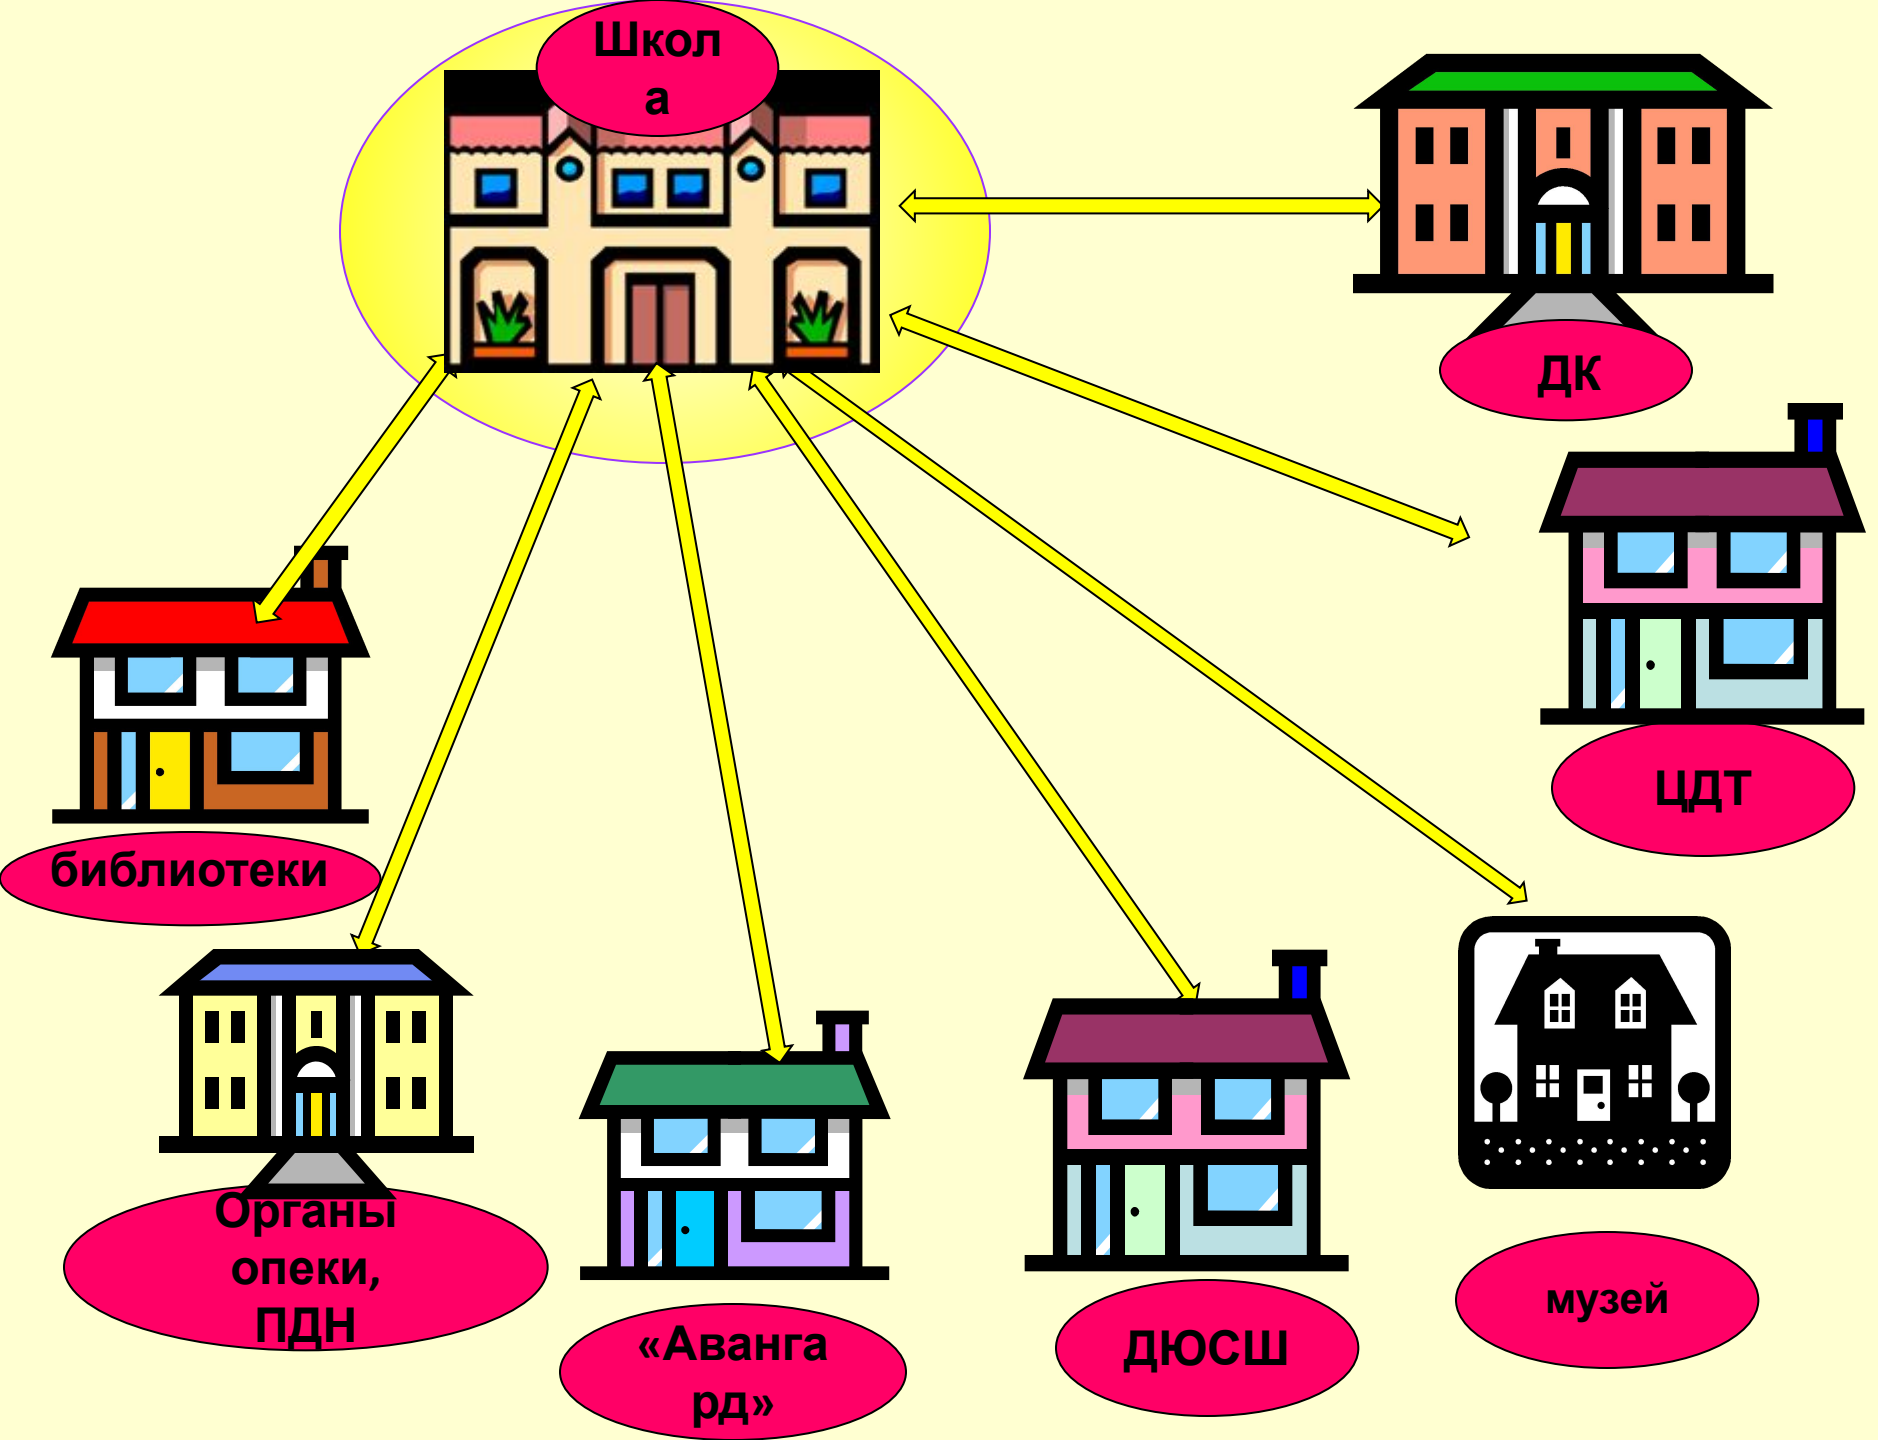 Школ
а
ДК
ЦДТ
библиотеки
Органы
опеки,
ПДН
«Аванга
рд»
ДЮСШ
музей